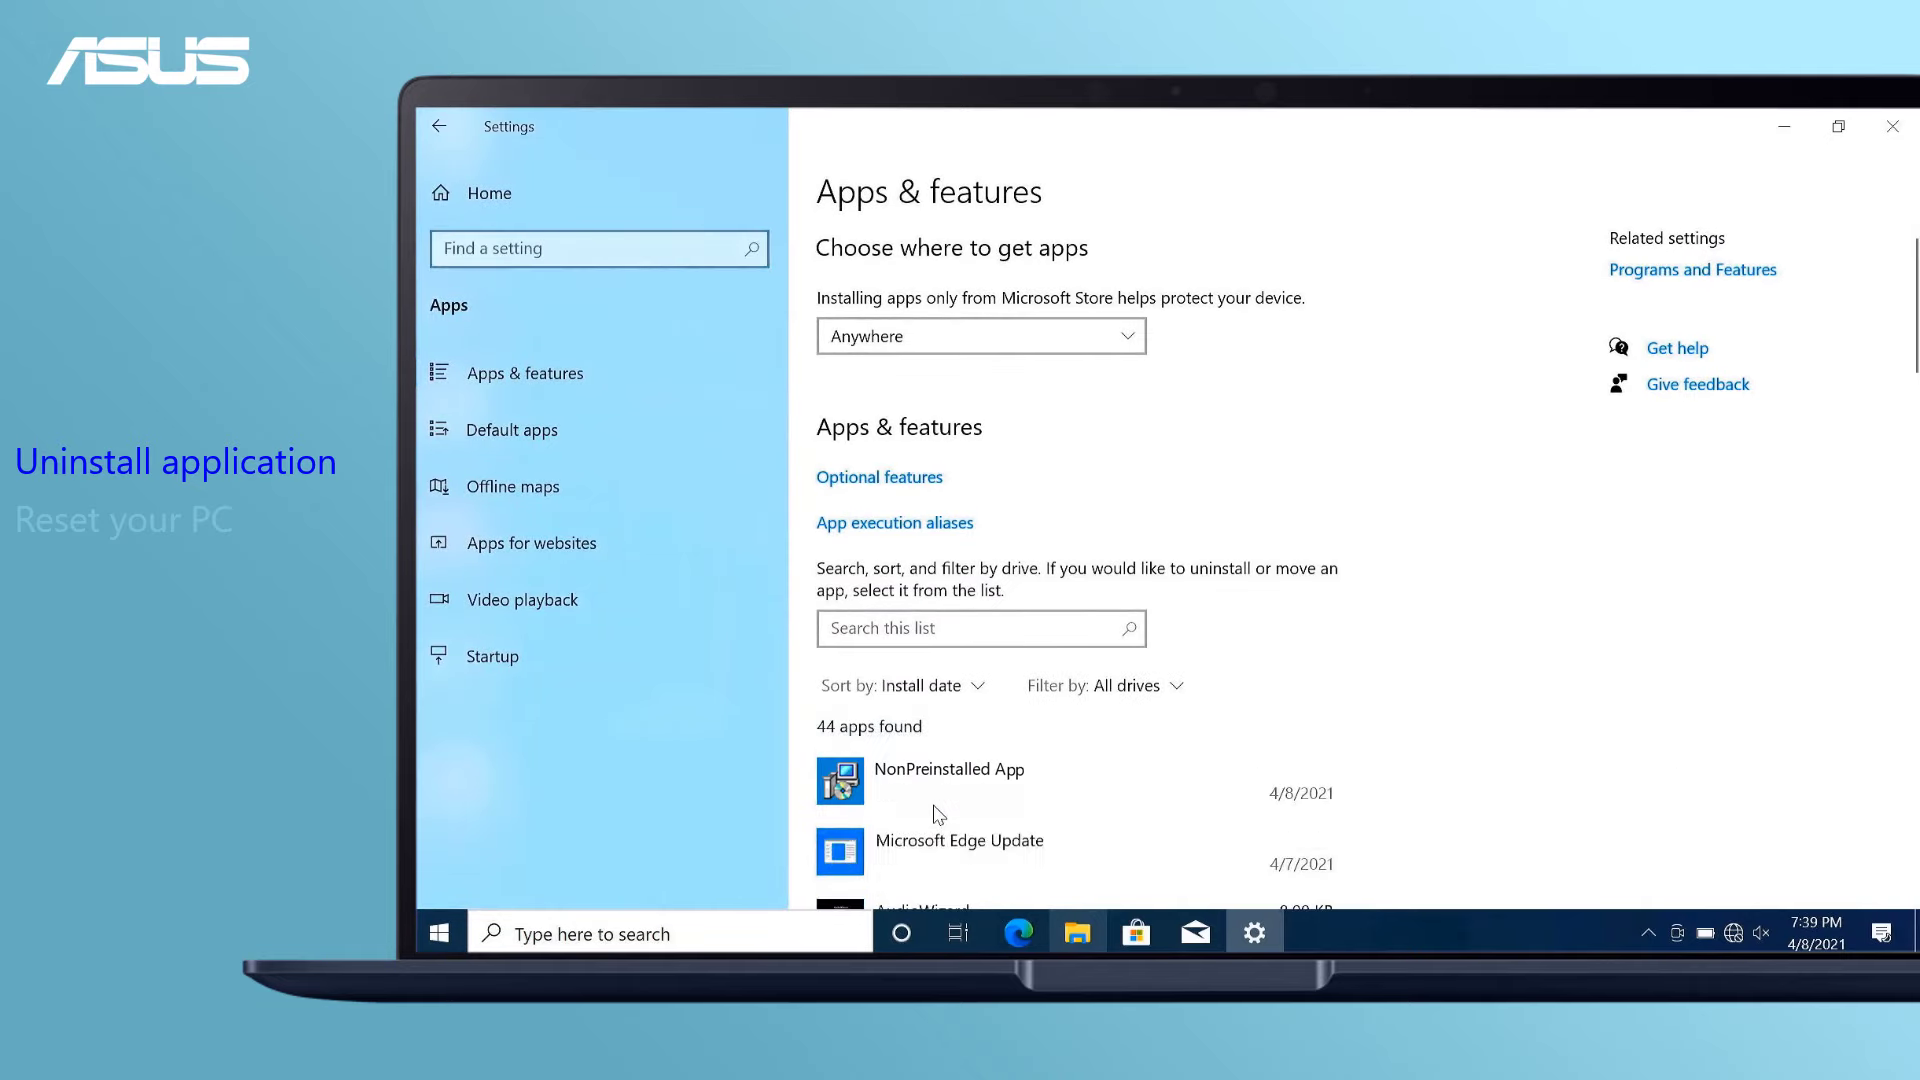 ASUS
Uninstall application
Reset your PC
Settings
Home
Find a setting
Apps
Apps & features
Default apps
Offline maps
Apps for websites
Video playback
Startup
Apps & features
Choose where to get apps
Installing apps only from Microsoft Store helps protect your device.
Anywhere
Apps & features
Optional features
App execution aliases
Search, sort, and filter by drive. If you would like to uninstall or move an
app, select it from the list.
Search this list
Sort by: Install date Filter by: All drives
44 apps found
NonPreinstalled App
4/8/2021
Microsoft Edge Update
4/7/2021
AudioWizard
8.00 KB
Related settings
Programs and Features
Get help
Give feedback
Type here to search
7:39 PM
4/8/2021